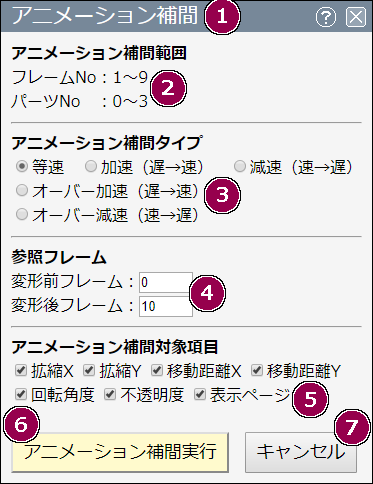 アニメーション補間 1 ? ×
アニメーション補間範囲
フレームNo：1～9
パーツNo ：0～3
2
アニメーション補間タイプ
等速 加速（遅→速） 減速（速→遅）
オーバー加速（遅→速）
オーバー減速（速→遅）
3
参照フレーム
変形前フレーム：0
変形後フレーム：10
4
アニメーション補間対象項目
拡縮X 拡縮Y 移動距離X 移動距離Y
回転角度 不透明度 表示ページ 5
6 7
アニメーション補間実行 キャンセル